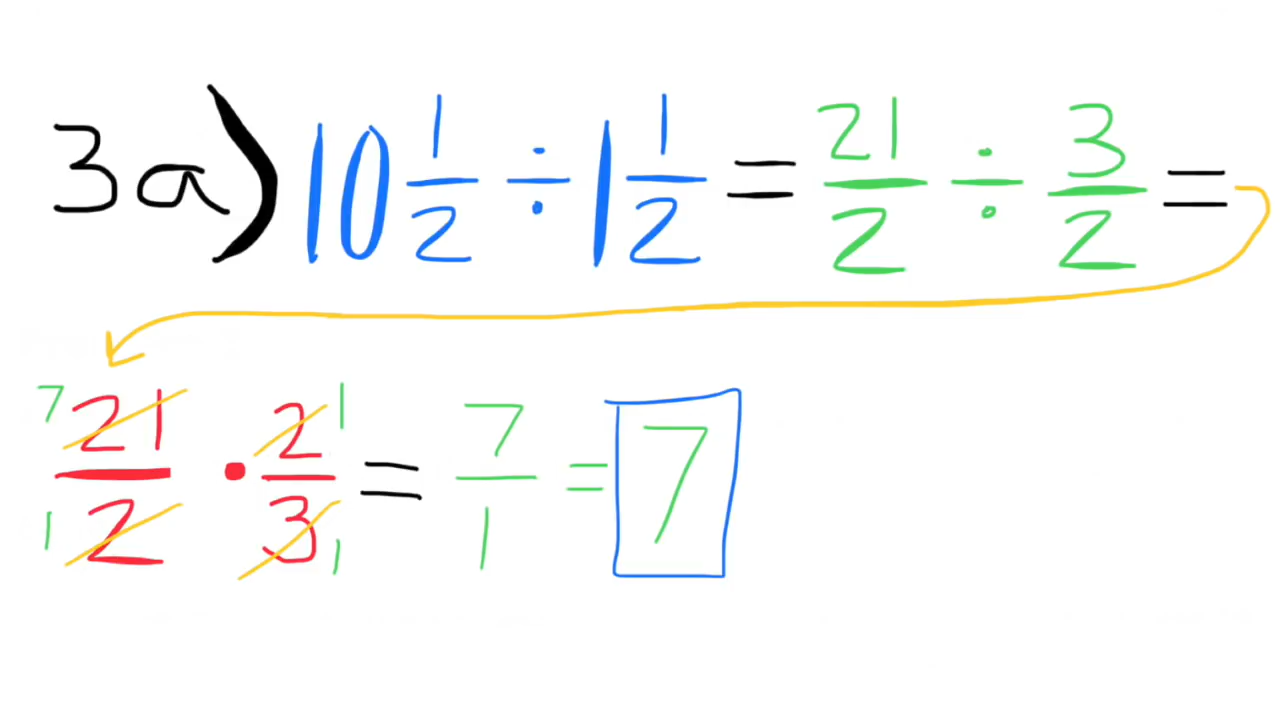 3a) 10 1/2 ÷ 1 1/2 = 21/2 ÷ 3/2 =
7 21/2 1 · 2/3 1 1 = 7/1 = 7